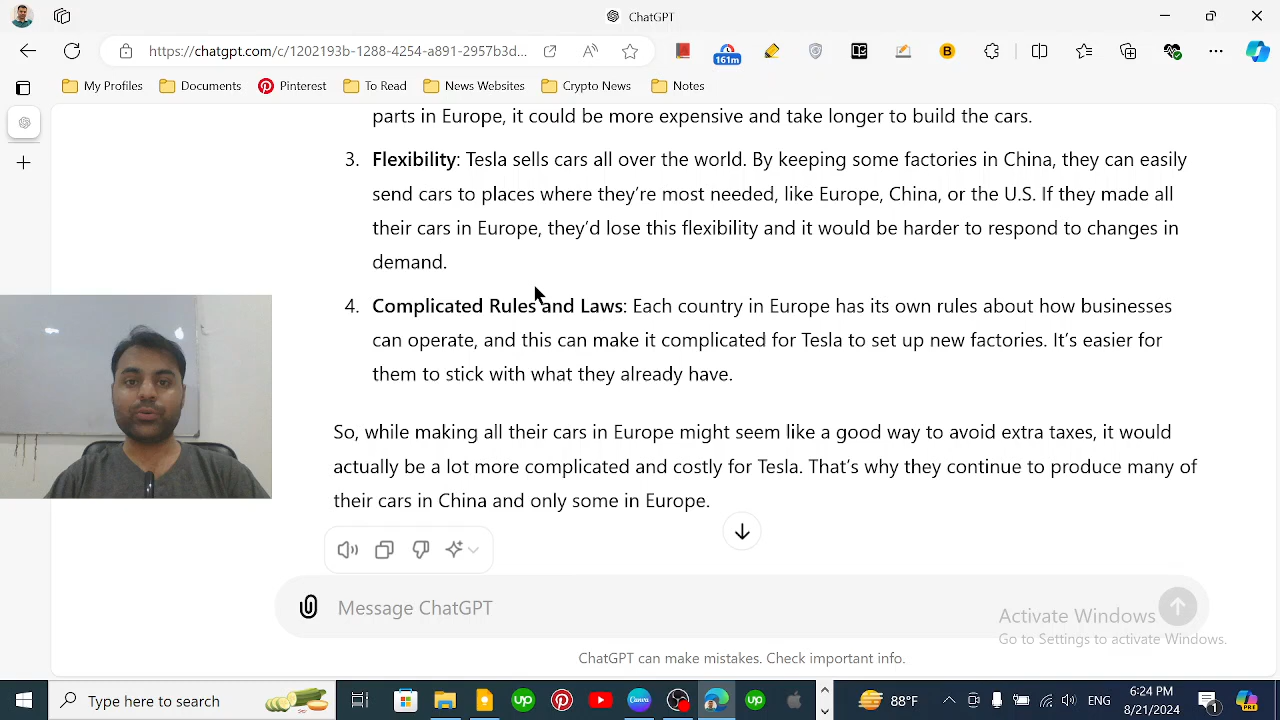 ChatGPT
https://chatgpt.com/c/1202193b-1288-4254-a891-2957b3d...
161m
B
My Profiles
Documents
Pinterest
To Read
News Websites
Crypto News
Notes
parts in Europe, it could be more expensive and take longer to build the cars.
3. Flexibility: Tesla sells cars all over the world. By keeping some factories in China, they can easily
send cars to places where they’re most needed, like Europe, China, or the U.S. If they made all
their cars in Europe, they’d lose this flexibility and it would be harder to respond to changes in
demand.
4. Complicated Rules and Laws: Each country in Europe has its own rules about how businesses
can operate, and this can make it complicated for Tesla to set up new factories. It’s easier for
them to stick with what they already have.
So, while making all their cars in Europe might seem like a good way to avoid extra taxes, it would
actually be a lot more complicated and costly for Tesla. That’s why they continue to produce many of
their cars in China and only some in Europe.
Message ChatGPT
Activate Windows
Go to Settings to activate Windows.
ChatGPT can make mistakes. Check important info.
Type here to search
up
Canva
up
88°F
ENG
6:24 PM
8/21/2024
1
PRE